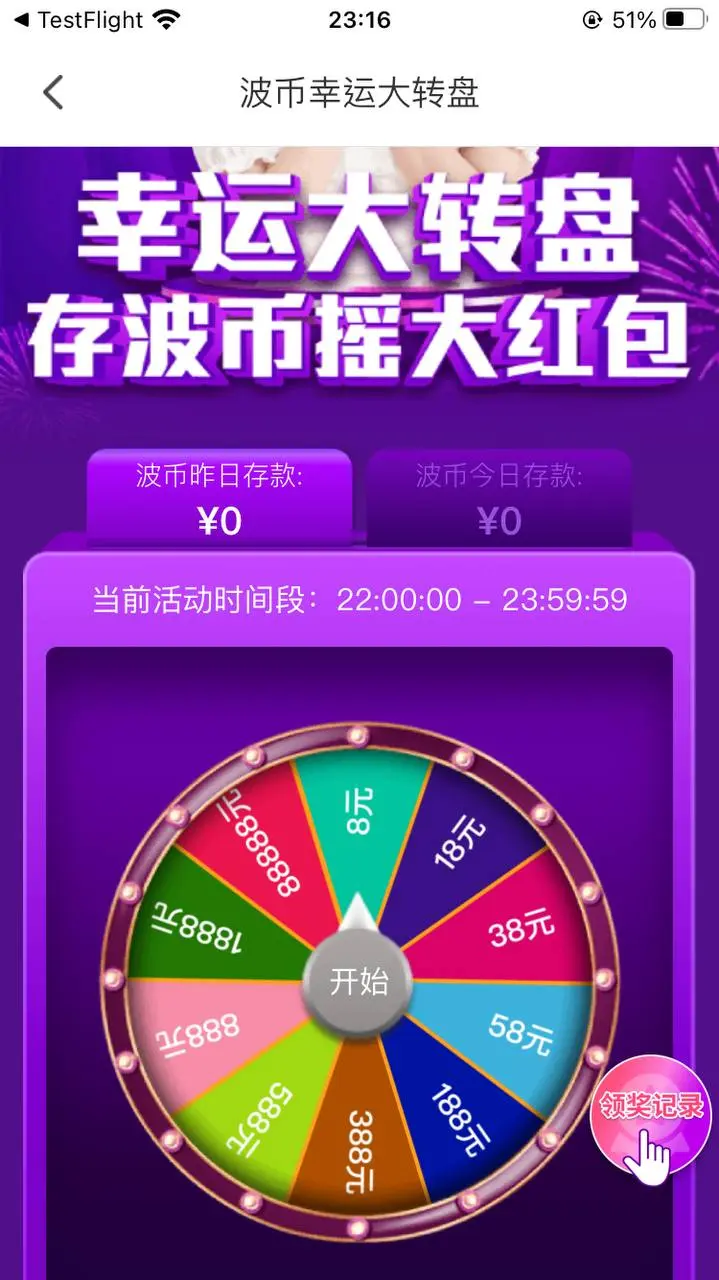 TestFlight 23:16 51%
波币幸运大转盘
幸运大转盘
存波币摇大红包
波币昨日存款: 波币今日存款:
¥0 ¥0
当前活动时间段：22:00:00 – 23:59:59
8元
18元
38元
58元
188元
388元
588元
888元
1888元
88888元
开始
领奖记录